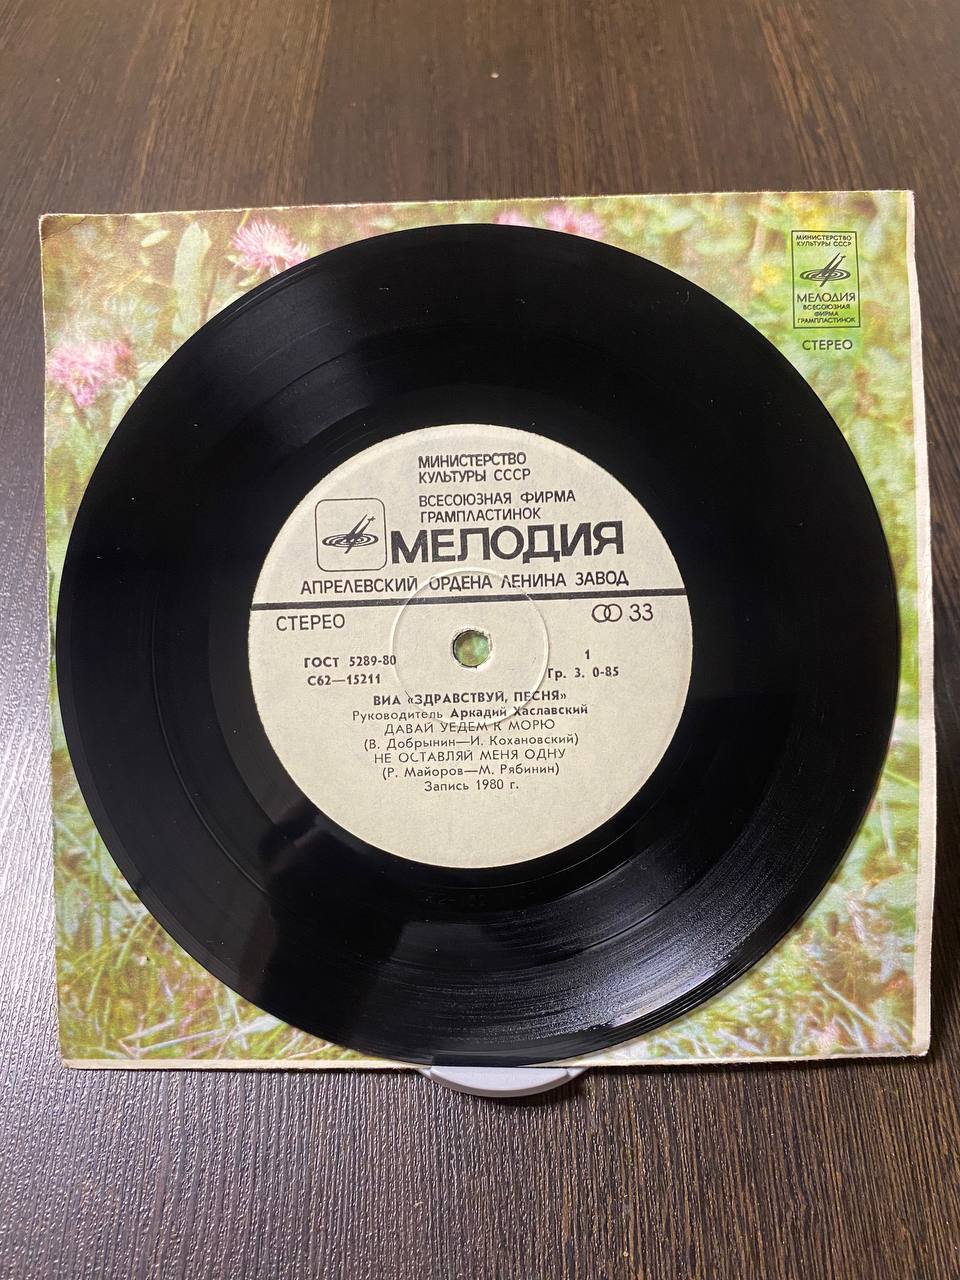 МИНИСТЕРСТВО
КУЛЬТУРЫ СССР
МЕЛОДИЯ
ВСЕСОЮЗНАЯ
ФИРМА
ГРАМПЛАСТИНОК
СТЕРЕО
МИНИСТЕРСТВО
КУЛЬТУРЫ СССР
ВСЕСОЮЗНАЯ ФИРМА
ГРАМПЛАСТИНОК
МЕЛОДИЯ
АПРЕЛЕВСКИЙ ОРДЕНА ЛЕНИНА ЗАВОД
СТЕРЕО 33
ГОСТ 5289-80 1
С62—15211 Гр. 3. 0-85
ВИА «ЗДРАВСТВУЙ, ПЕСНЯ»
Руководитель Аркадий Хаславский
ДАВАЙ УЕДЕМ К МОРЮ
(В. Добрынин—И. Кохановский)
НЕ ОСТАВЛЯЙ МЕНЯ ОДНУ
(Р. Майоров—М. Рябинин)
Запись 1980 г.